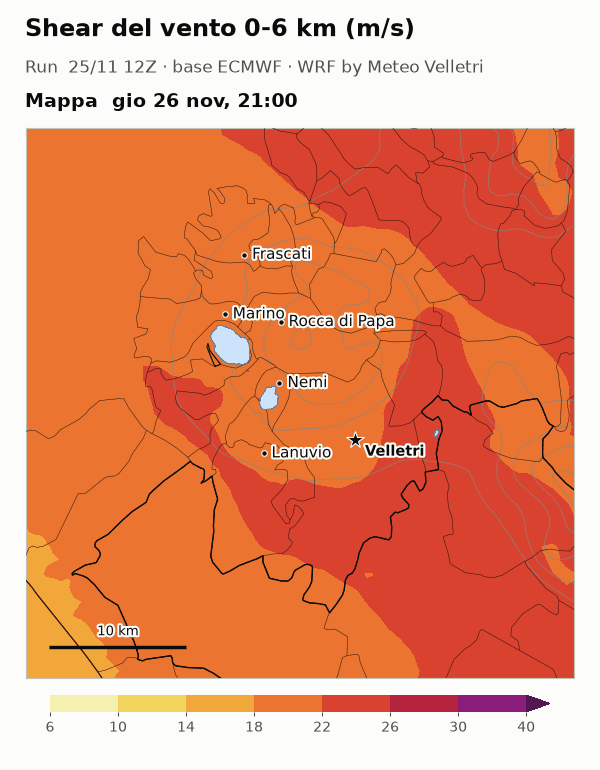 Shear del vento 0-6 km (m/s)
Run  25/11 12Z · base ECMWF · WRF by Meteo Velletri
Mappa  gio 26 nov, 21:00
Frascati
Marino
Rocca di Papa
Nemi
Velletri
Lanuvio
10 km
6 10 14 18 22 26 30 40